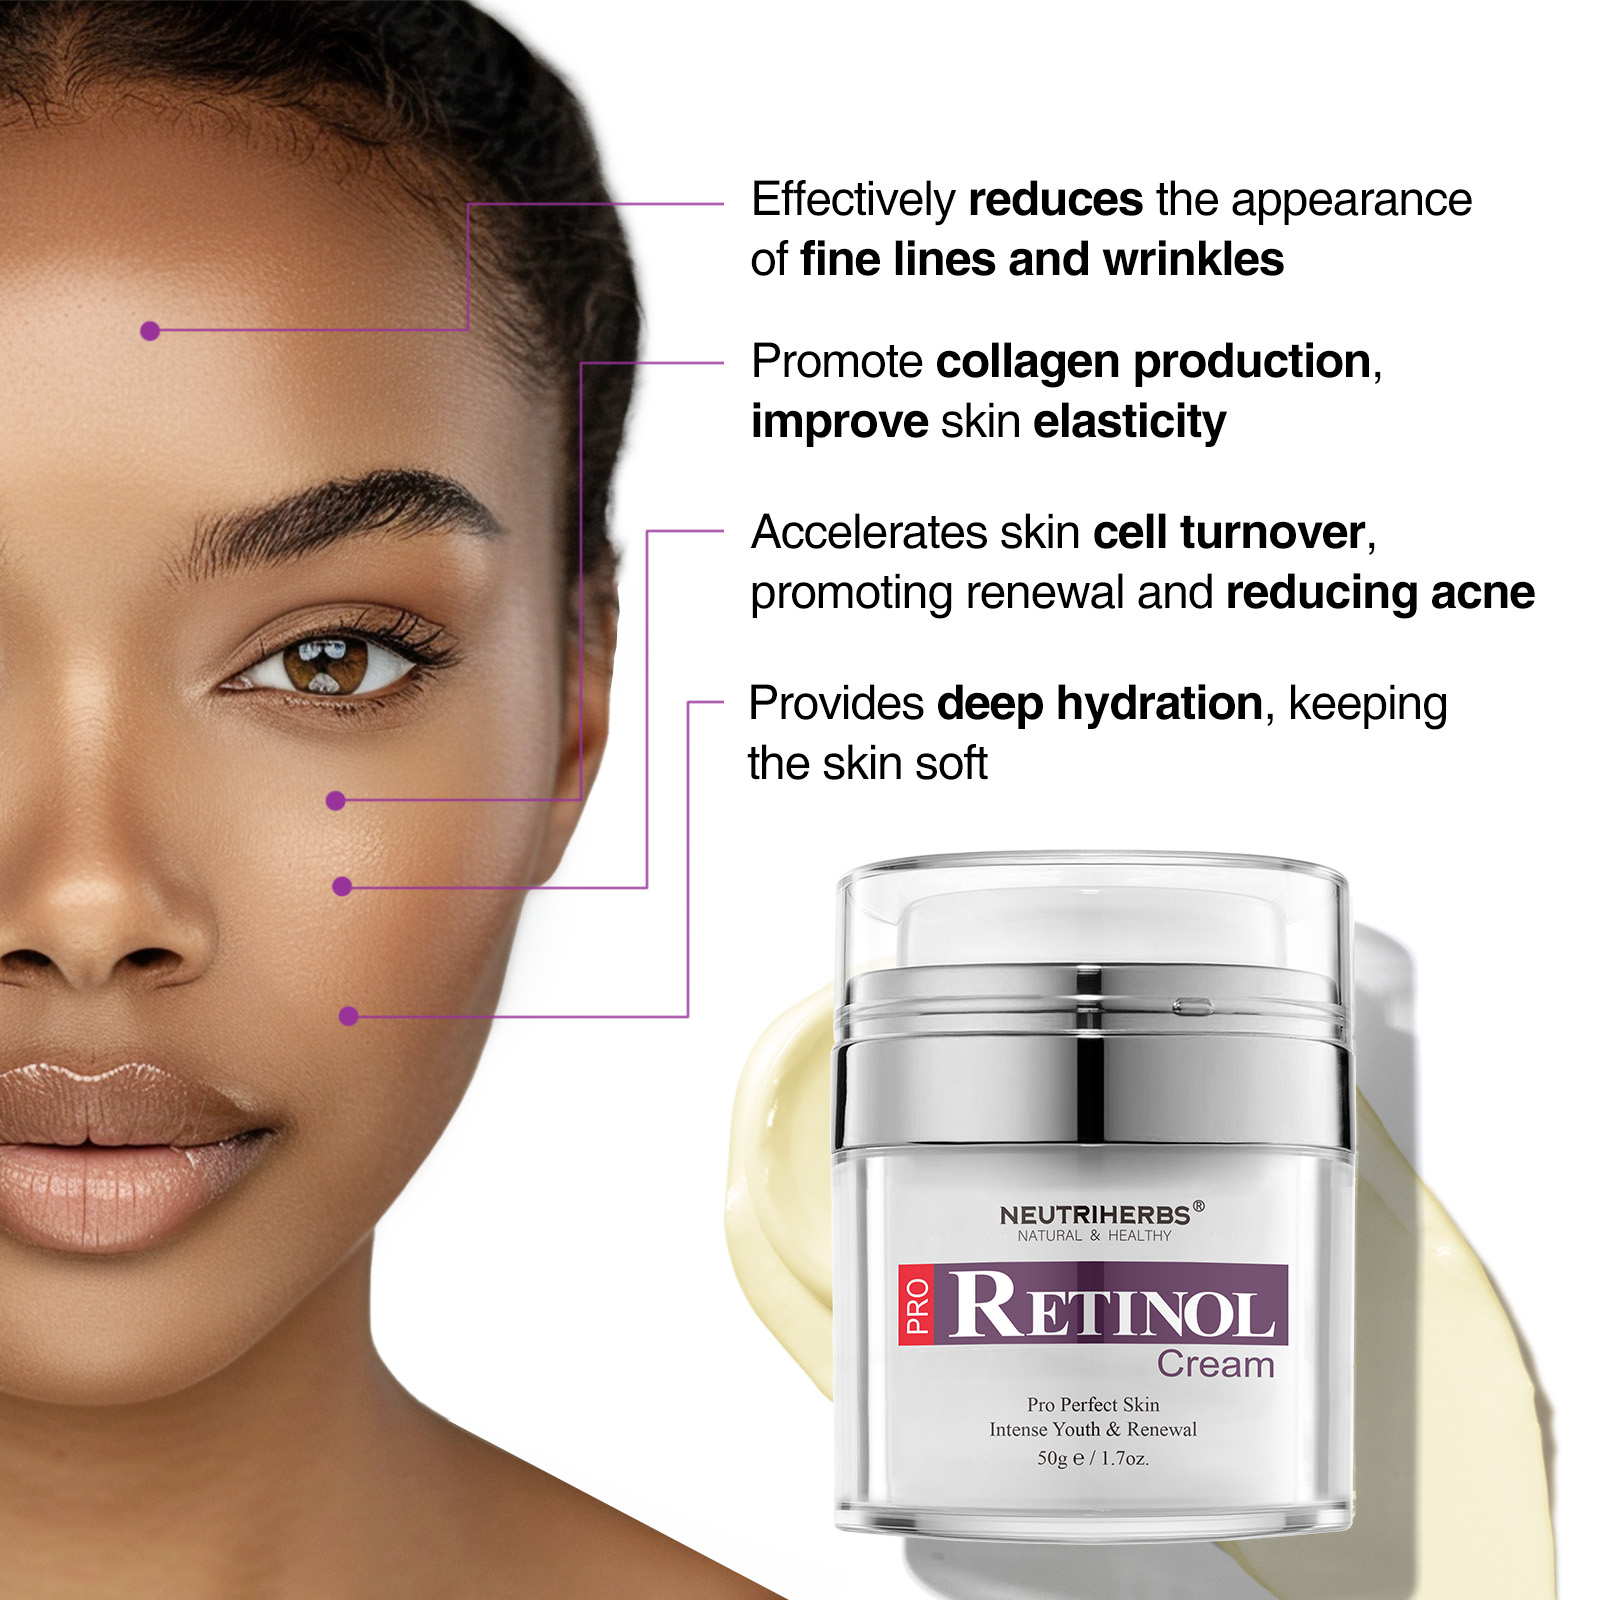 Effectively reduces the appearance
of fine lines and wrinkles
Promote collagen production,
improve skin elasticity
Accelerates skin cell turnover,
promoting renewal and reducing acne
Provides deep hydration, keeping
the skin soft
NEUTRIHERBS®
NATURAL & HEALTHY
PRO
RETINOL
Cream
Pro Perfect Skin
Intense Youth & Renewal
50g ℮ / 1.7oz.